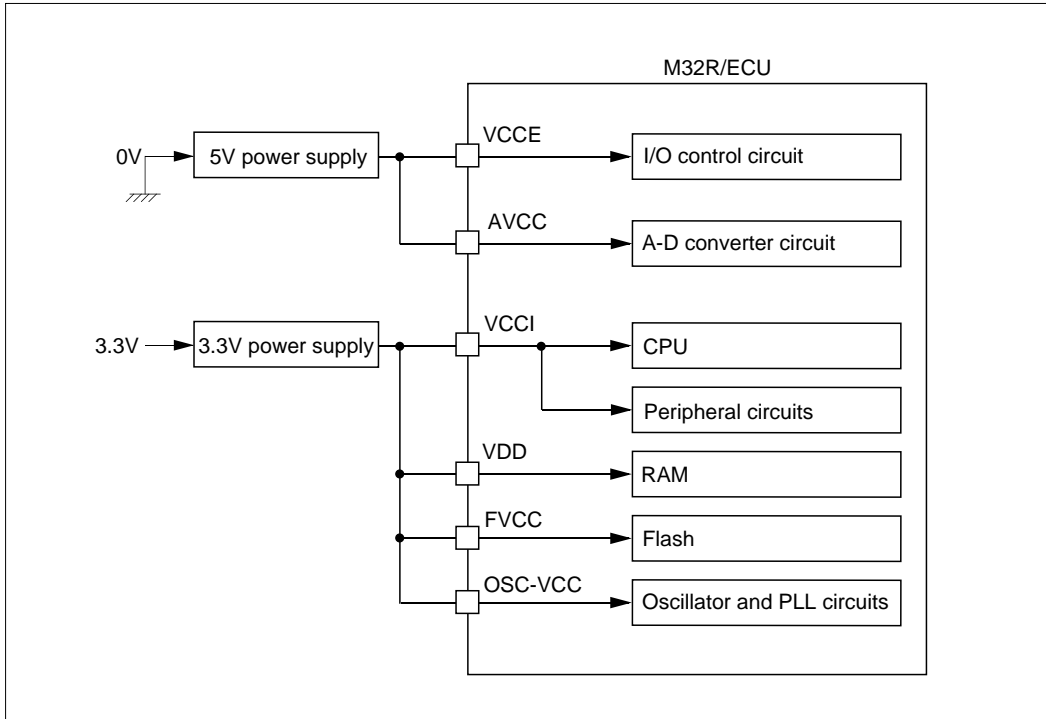 M32R/ECU
0V
5V power supply
VCCE
I/O control circuit
AVCC
A-D converter circuit
3.3V
3.3V power supply
VCCI
CPU
Peripheral circuits
VDD
RAM
FVCC
Flash
OSC-VCC
Oscillator and PLL circuits